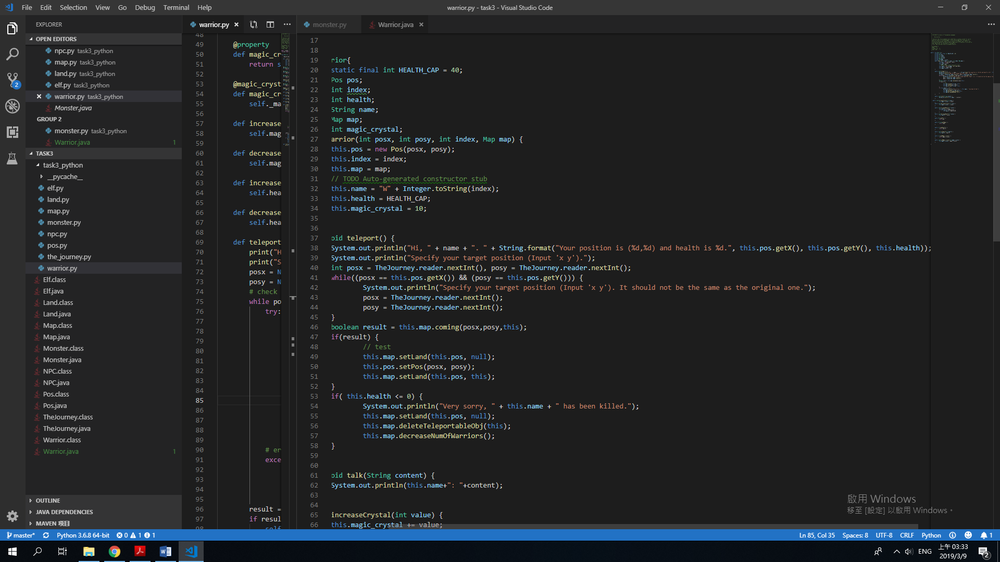 File Edit Selection View Go Debug Terminal Help
warrior.py - task3 - Visual Studio Code
EXPLORER
OPEN EDITORS
npc.py task3_python
map.py task3_python
land.py task3_python
elf.py task3_python
warrior.py task3_python
Monster.java
GROUP 2
monster.py task3_python
Warrior.java 1
TASK3
task3_python
__pycache__
elf.py
land.py
map.py
monster.py
npc.py
pos.py
the_journey.py
warrior.py
Elf.class
Elf.java
Land.class
Land.java
Map.class
Map.java
Monster.class
Monster.java
NPC.class
NPC.java
Pos.class
Pos.java
TheJourney.class
TheJourney.java
Warrior.class
Warrior.java 1
OUTLINE
JAVA DEPENDENCIES
MAVEN 项目
2
warrior.py
48
49 @property
50 def magic_cr
51 return s
52
53 @magic_cryst
54 def magic_cr
55 self._ma
56
57 def increase
58 self.mag
59
60 def decrease
61 self.mag
62
63 def increase
64 self.hea
65
66 def decrease
67 self.hea
68
69 def teleport
70 print("H
71 print("S
72 posx = N
73 posy = N
74 # check
75 while po
76 try:
77
78
79
80
81
82
83
84
85
86
87
88
89
90 # er
91 exce
92
93
94
95
96 result =
97 if resul
98 self
monster.py Warrior.java
17
18
19 rior{
20 static final int HEALTH_CAP = 40;
21 Pos pos;
22 int index;
23 int health;
24 String name;
25 Map map;
26 int magic_crystal;
27 arrior(int posx, int posy, int index, Map map) {
28 this.pos = new Pos(posx, posy);
29 this.index = index;
30 this.map = map;
31 // TODO Auto-generated constructor stub
32 this.name = "W" + Integer.toString(index);
33 this.health = HEALTH_CAP;
34 this.magic_crystal = 10;
35
36
37 oid teleport() {
38 System.out.println("Hi, " + name + ". " + String.format("Your position is (%d,%d) and health is %d.", this.pos.getX(), this.pos.getY(), this.health));
39 System.out.println("Specify your target position (Input 'x y').");
40 int posx = TheJourney.reader.nextInt(), posy = TheJourney.reader.nextInt();
41 while((posx == this.pos.getX()) && (posy == this.pos.getY())) {
42 System.out.println("Specify your target position (Input 'x y'). It should not be the same as the original one.");
43 posx = TheJourney.reader.nextInt();
44 posy = TheJourney.reader.nextInt();
45 }
46 boolean result = this.map.coming(posx,posy,this);
47 if(result) {
48 // test
49 this.map.setLand(this.pos, null);
50 this.pos.setPos(posx, posy);
51 this.map.setLand(this.pos, this);
52 }
53 if( this.health <= 0) {
54 System.out.println("Very sorry, " + this.name + " has been killed.");
55 this.map.setLand(this.pos, null);
56 this.map.deleteTeleportableObj(this);
57 this.map.decreaseNumOfWarriors();
58 }
59
60
61 oid talk(String content) {
62 System.out.println(this.name+": "+content);
63
64
65 increaseCrystal(int value) {
66 this.magic_crystal += value;
啟用 Windows
移至 [設定] 以啟用 Windows。
master* Python 3.6.8 64-bit 0 1 1
Ln 85, Col 35 Spaces: 8 UTF-8 CRLF Python 1
ENG 上午 03:33
2019/3/9
2